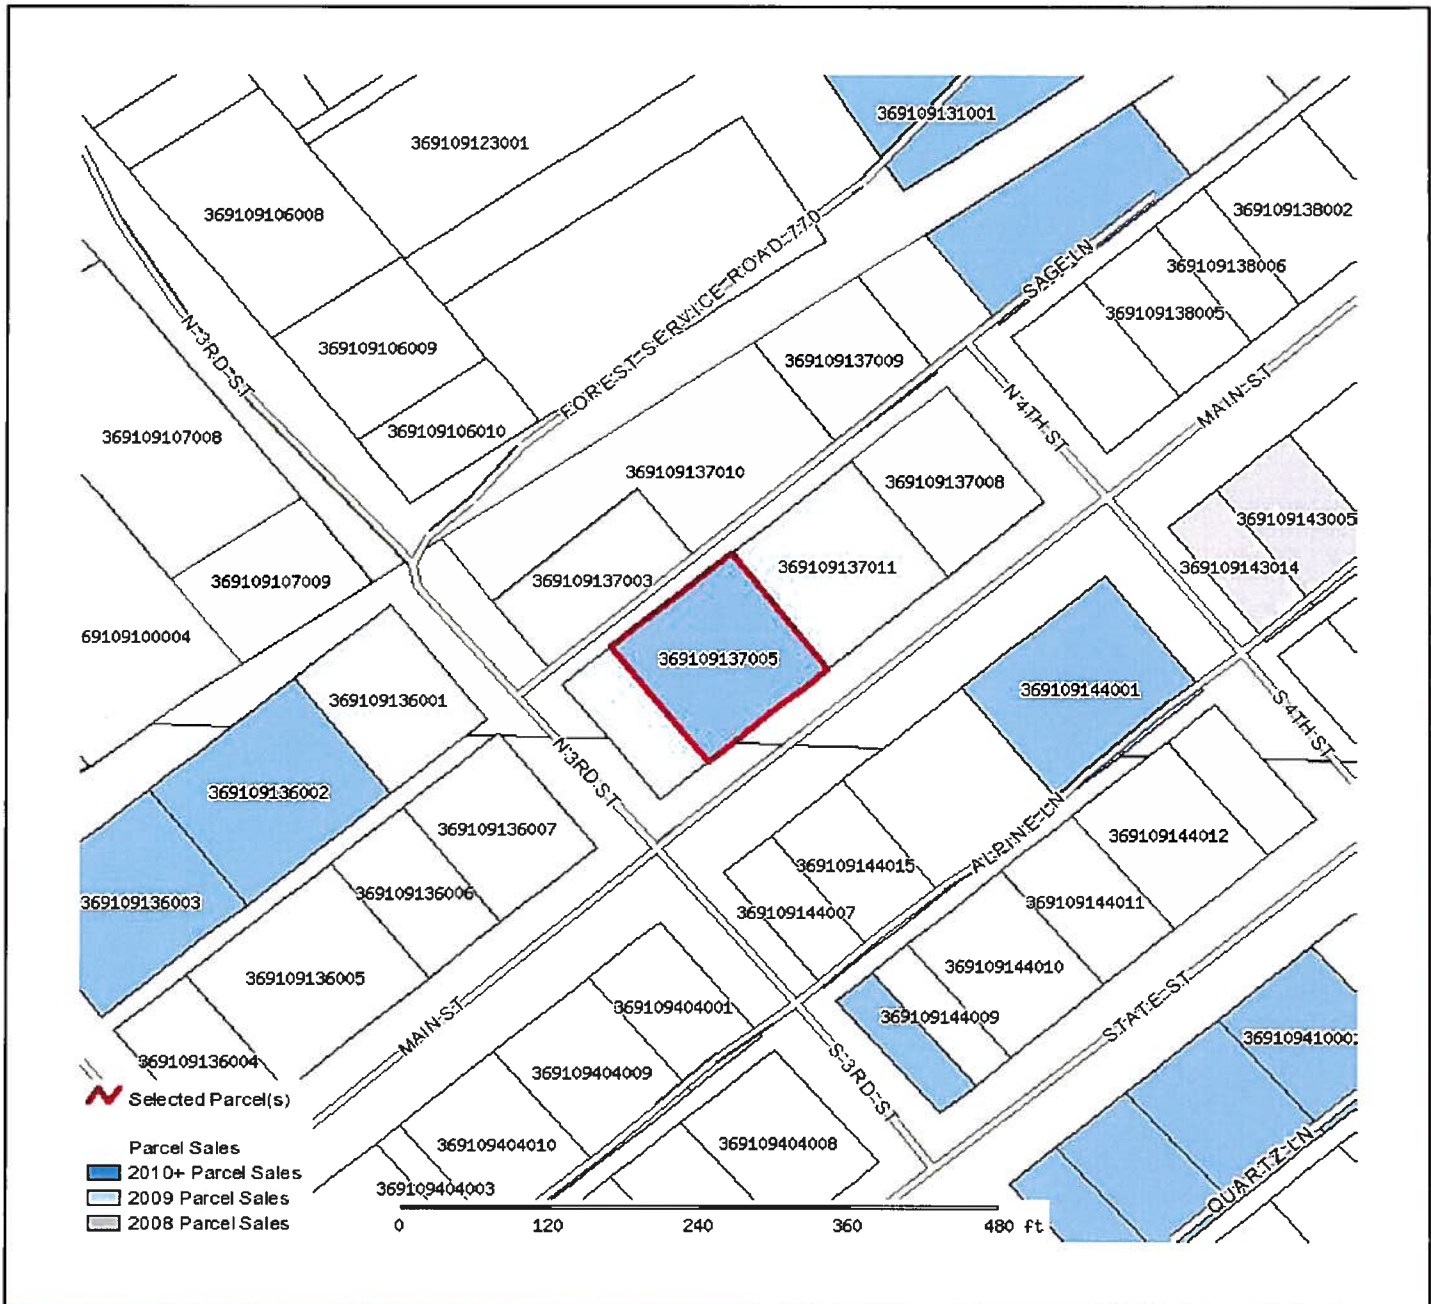 369109131001
369109123001
369109106008
369109138002
FOREST-SERVICE-ROAD-770
SAGE-LN
369109138006
369109138005
N-3RD-ST
369109106009
369109137009
N-4TH-ST
MAIN-ST
369109107008
369109106010
369109137010
369109137008
369109143005
369109107009
369109137003
369109137011
369109143014
69109100004
369109137005
369109136001
369109144001
S-4TH-ST
N-3RD-ST
369109136002
369109136007
ALPINE-LN
369109144012
369109144015
369109136003
369109136006
369109144007
369109144011
369109136005
369109144010
369109404001
369109144009
MAIN-ST
STATE-ST
36910941000
369109136004
369109404009
S-3RD-ST
Selected Parcel(s)
369109404010
369109404008
Parcel Sales
2010+ Parcel Sales
369109404003
QUARTZ-LN
2009 Parcel Sales
2008 Parcel Sales
0 120 240 360 480 ft